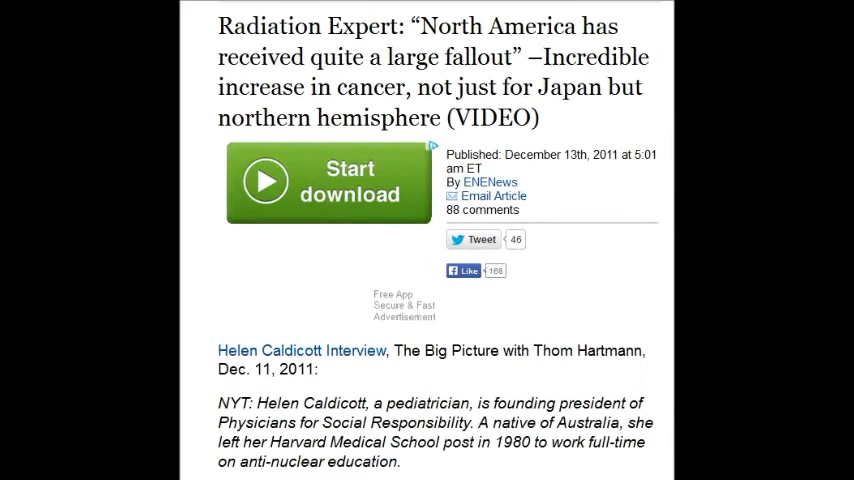 Radiation Expert: “North America has
received quite a large fallout” –Incredible
increase in cancer, not just for Japan but
northern hemisphere (VIDEO)
Start
download
Published: December 13th, 2011 at 5:01
am ET
By ENENews
Email Article
88 comments
Tweet 46
Like 168
Free App
Secure & Fast
Advertisement
Helen Caldicott Interview, The Big Picture with Thom Hartmann,
Dec. 11, 2011:
NYT: Helen Caldicott, a pediatrician, is founding president of
Physicians for Social Responsibility. A native of Australia, she
left her Harvard Medical School post in 1980 to work full-time
on anti-nuclear education.